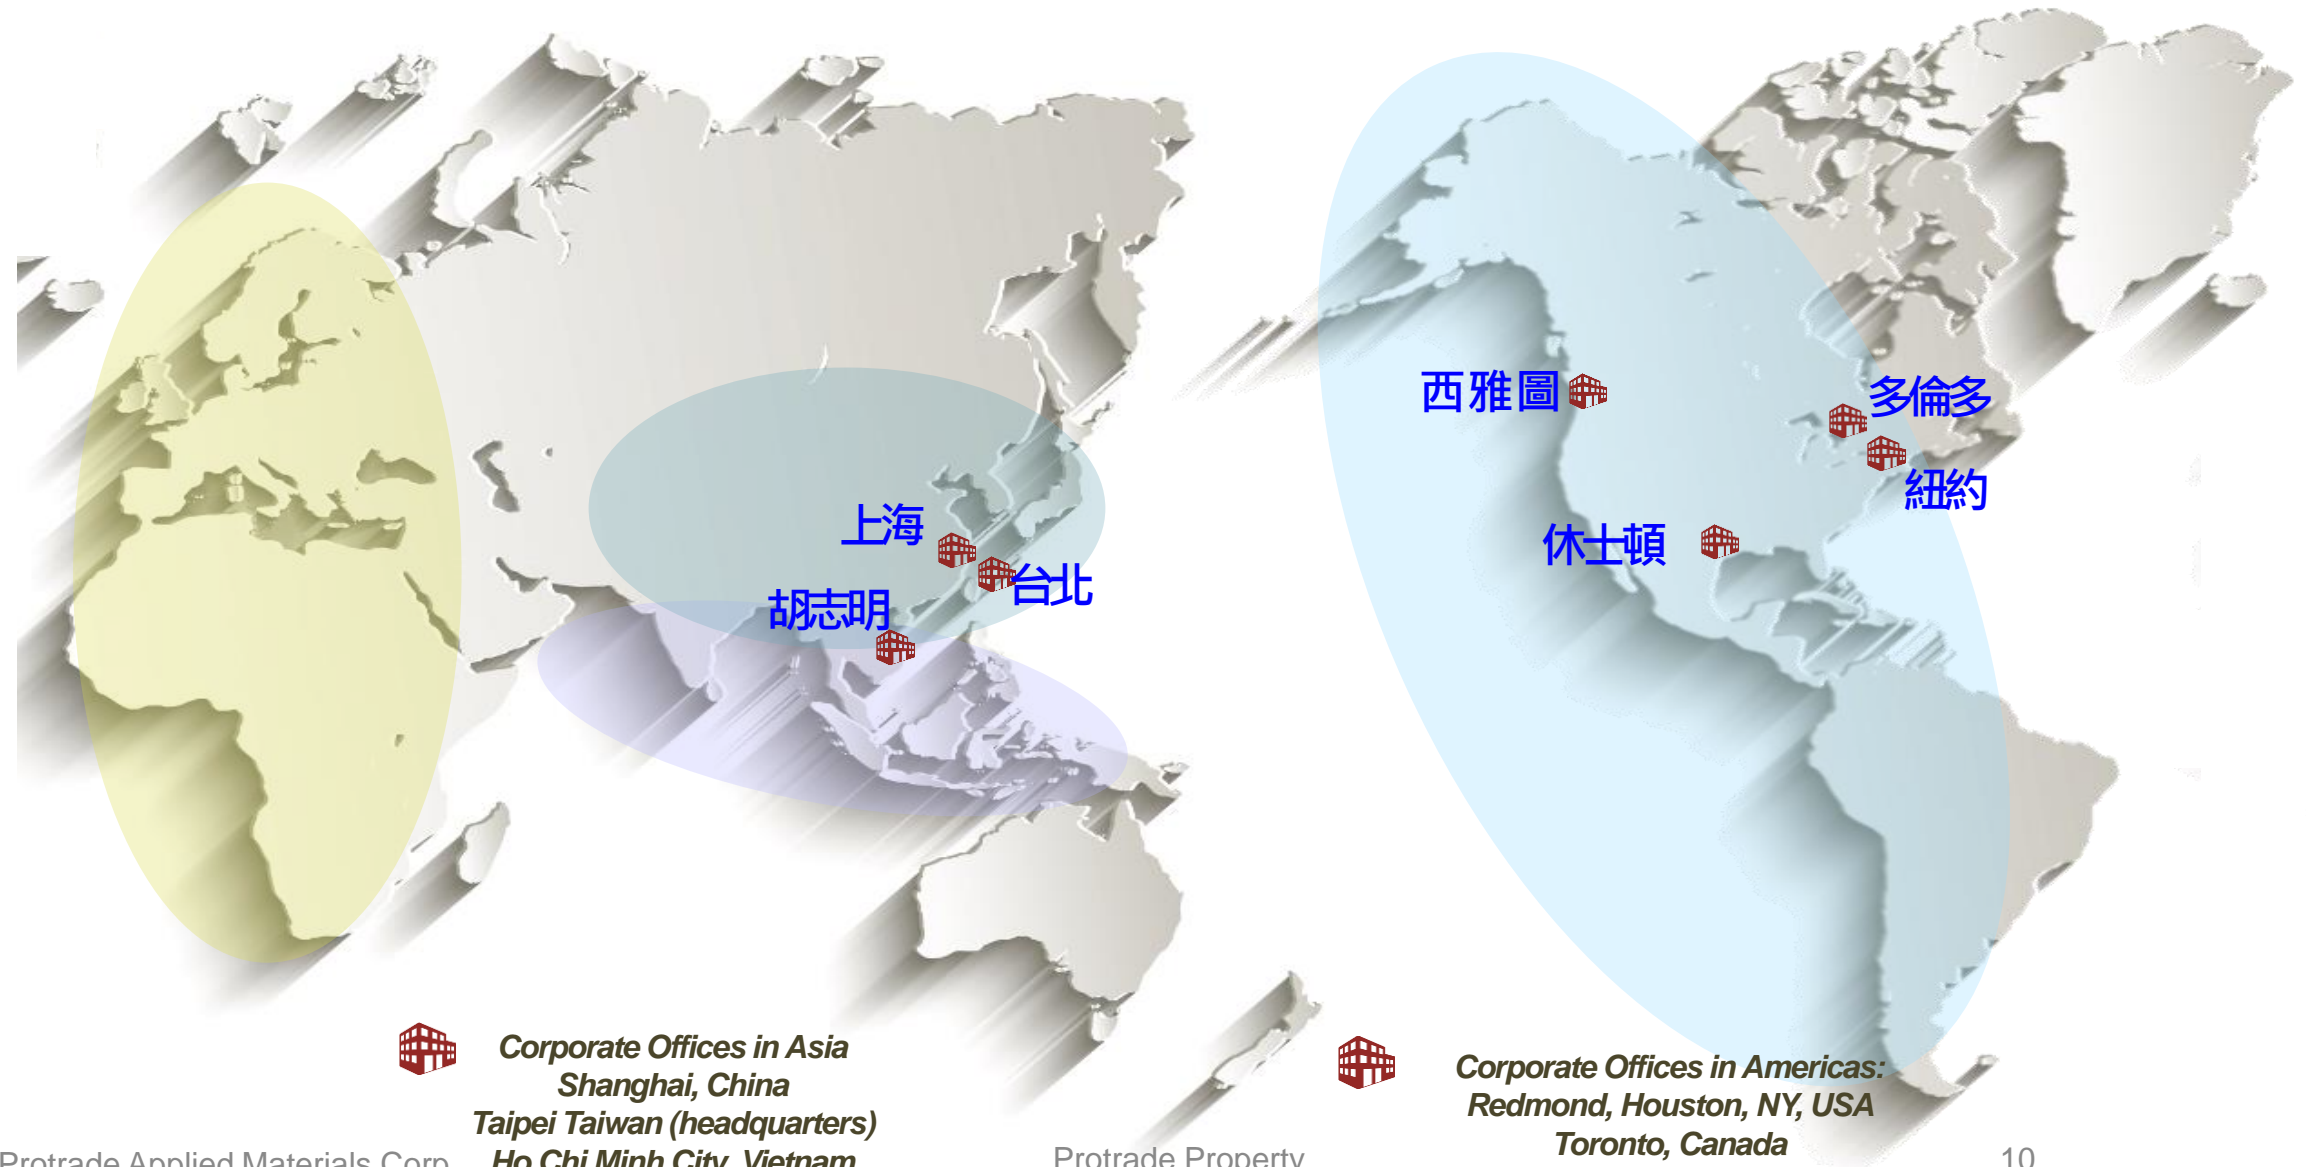 西雅圖
多倫多
紐約
休士頓
上海
台北
胡志明
Corporate Offices in Asia
Shanghai, China
Taipei Taiwan (headquarters)
Ho Chi Minh City, Vietnam
Corporate Offices in Americas:
Redmond, Houston, NY, USA
Toronto, Canada
Protrade Applied Materials Corp
Protrade Property
10